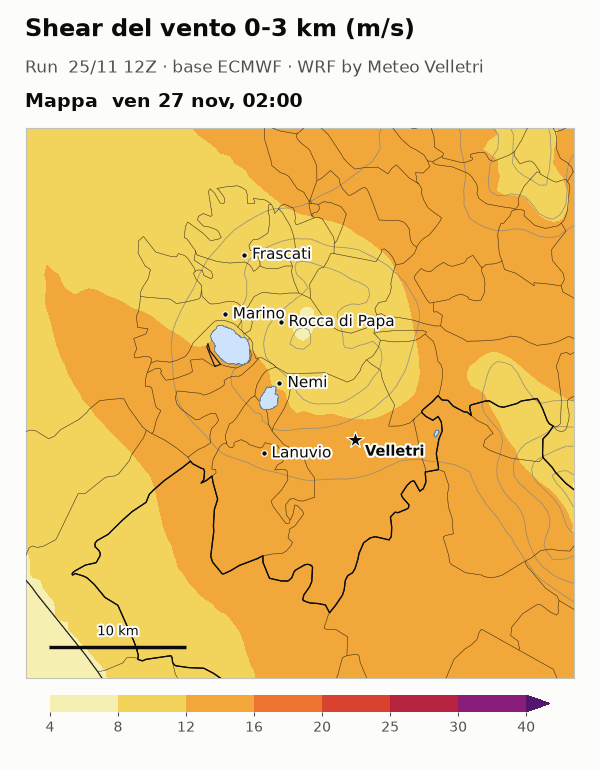 Shear del vento 0-3 km (m/s)
Run  25/11 12Z · base ECMWF · WRF by Meteo Velletri
Mappa  ven 27 nov, 02:00
Frascati
Marino
Rocca di Papa
Nemi
Velletri
Lanuvio
10 km
4 8 12 16 20 25 30 40